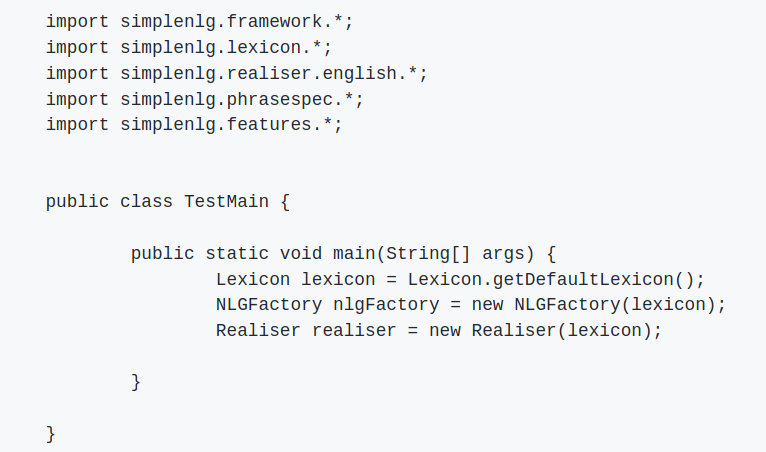 import simplenlg.framework.*;
import simplenlg.lexicon.*;
import simplenlg.realiser.english.*;
import simplenlg.phrasespec.*;
import simplenlg.features.*;
public class TestMain {
public static void main(String[] args) {
Lexicon lexicon = Lexicon.getDefaultLexicon();
NLGFactory nlgFactory = new NLGFactory(lexicon);
Realiser realiser = new Realiser(lexicon);
}
}